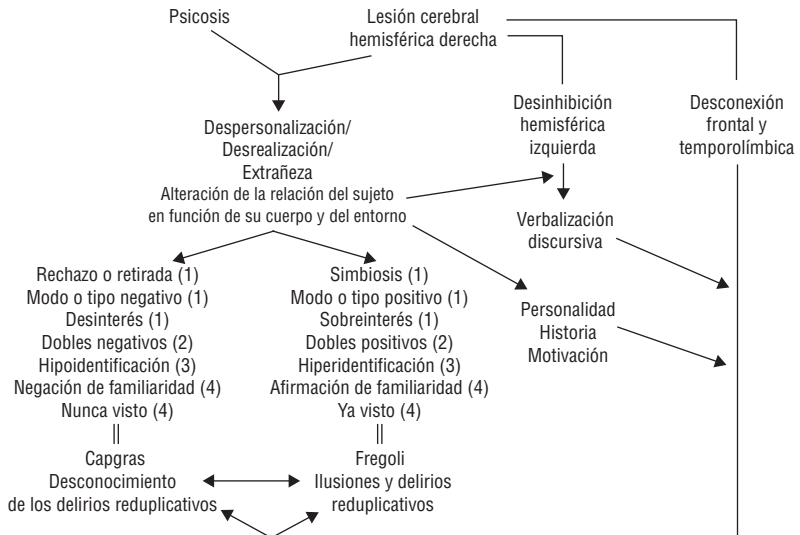 Psicosis
Lesión cerebral
hemisférica derecha
Desinhibición
hemisférica
izquierda
Desconexión
frontal y
temporolímbica
Despersonalización/
Desrealización/
Extrañeza
Alteración de la relación del sujeto
en función de su cuerpo y del entorno
Verbalización
discursiva
Rechazo o retirada (1)
Modo o tipo negativo (1)
Desinterés (1)
Dobles negativos (2)
Hipoidentificación (3)
Negación de familiaridad (4)
Nunca visto (4)
Simbiosis (1)
Modo o tipo positivo (1)
Sobreinterés (1)
Dobles positivos (2)
Hiperidentificación (3)
Afirmación de familiaridad (4)
Ya visto (4)
Personalidad
Historia
Motivación
Capgras
Desconocimiento
de los delirios reduplicativos
Fregoli
Ilusiones y delirios
reduplicativos